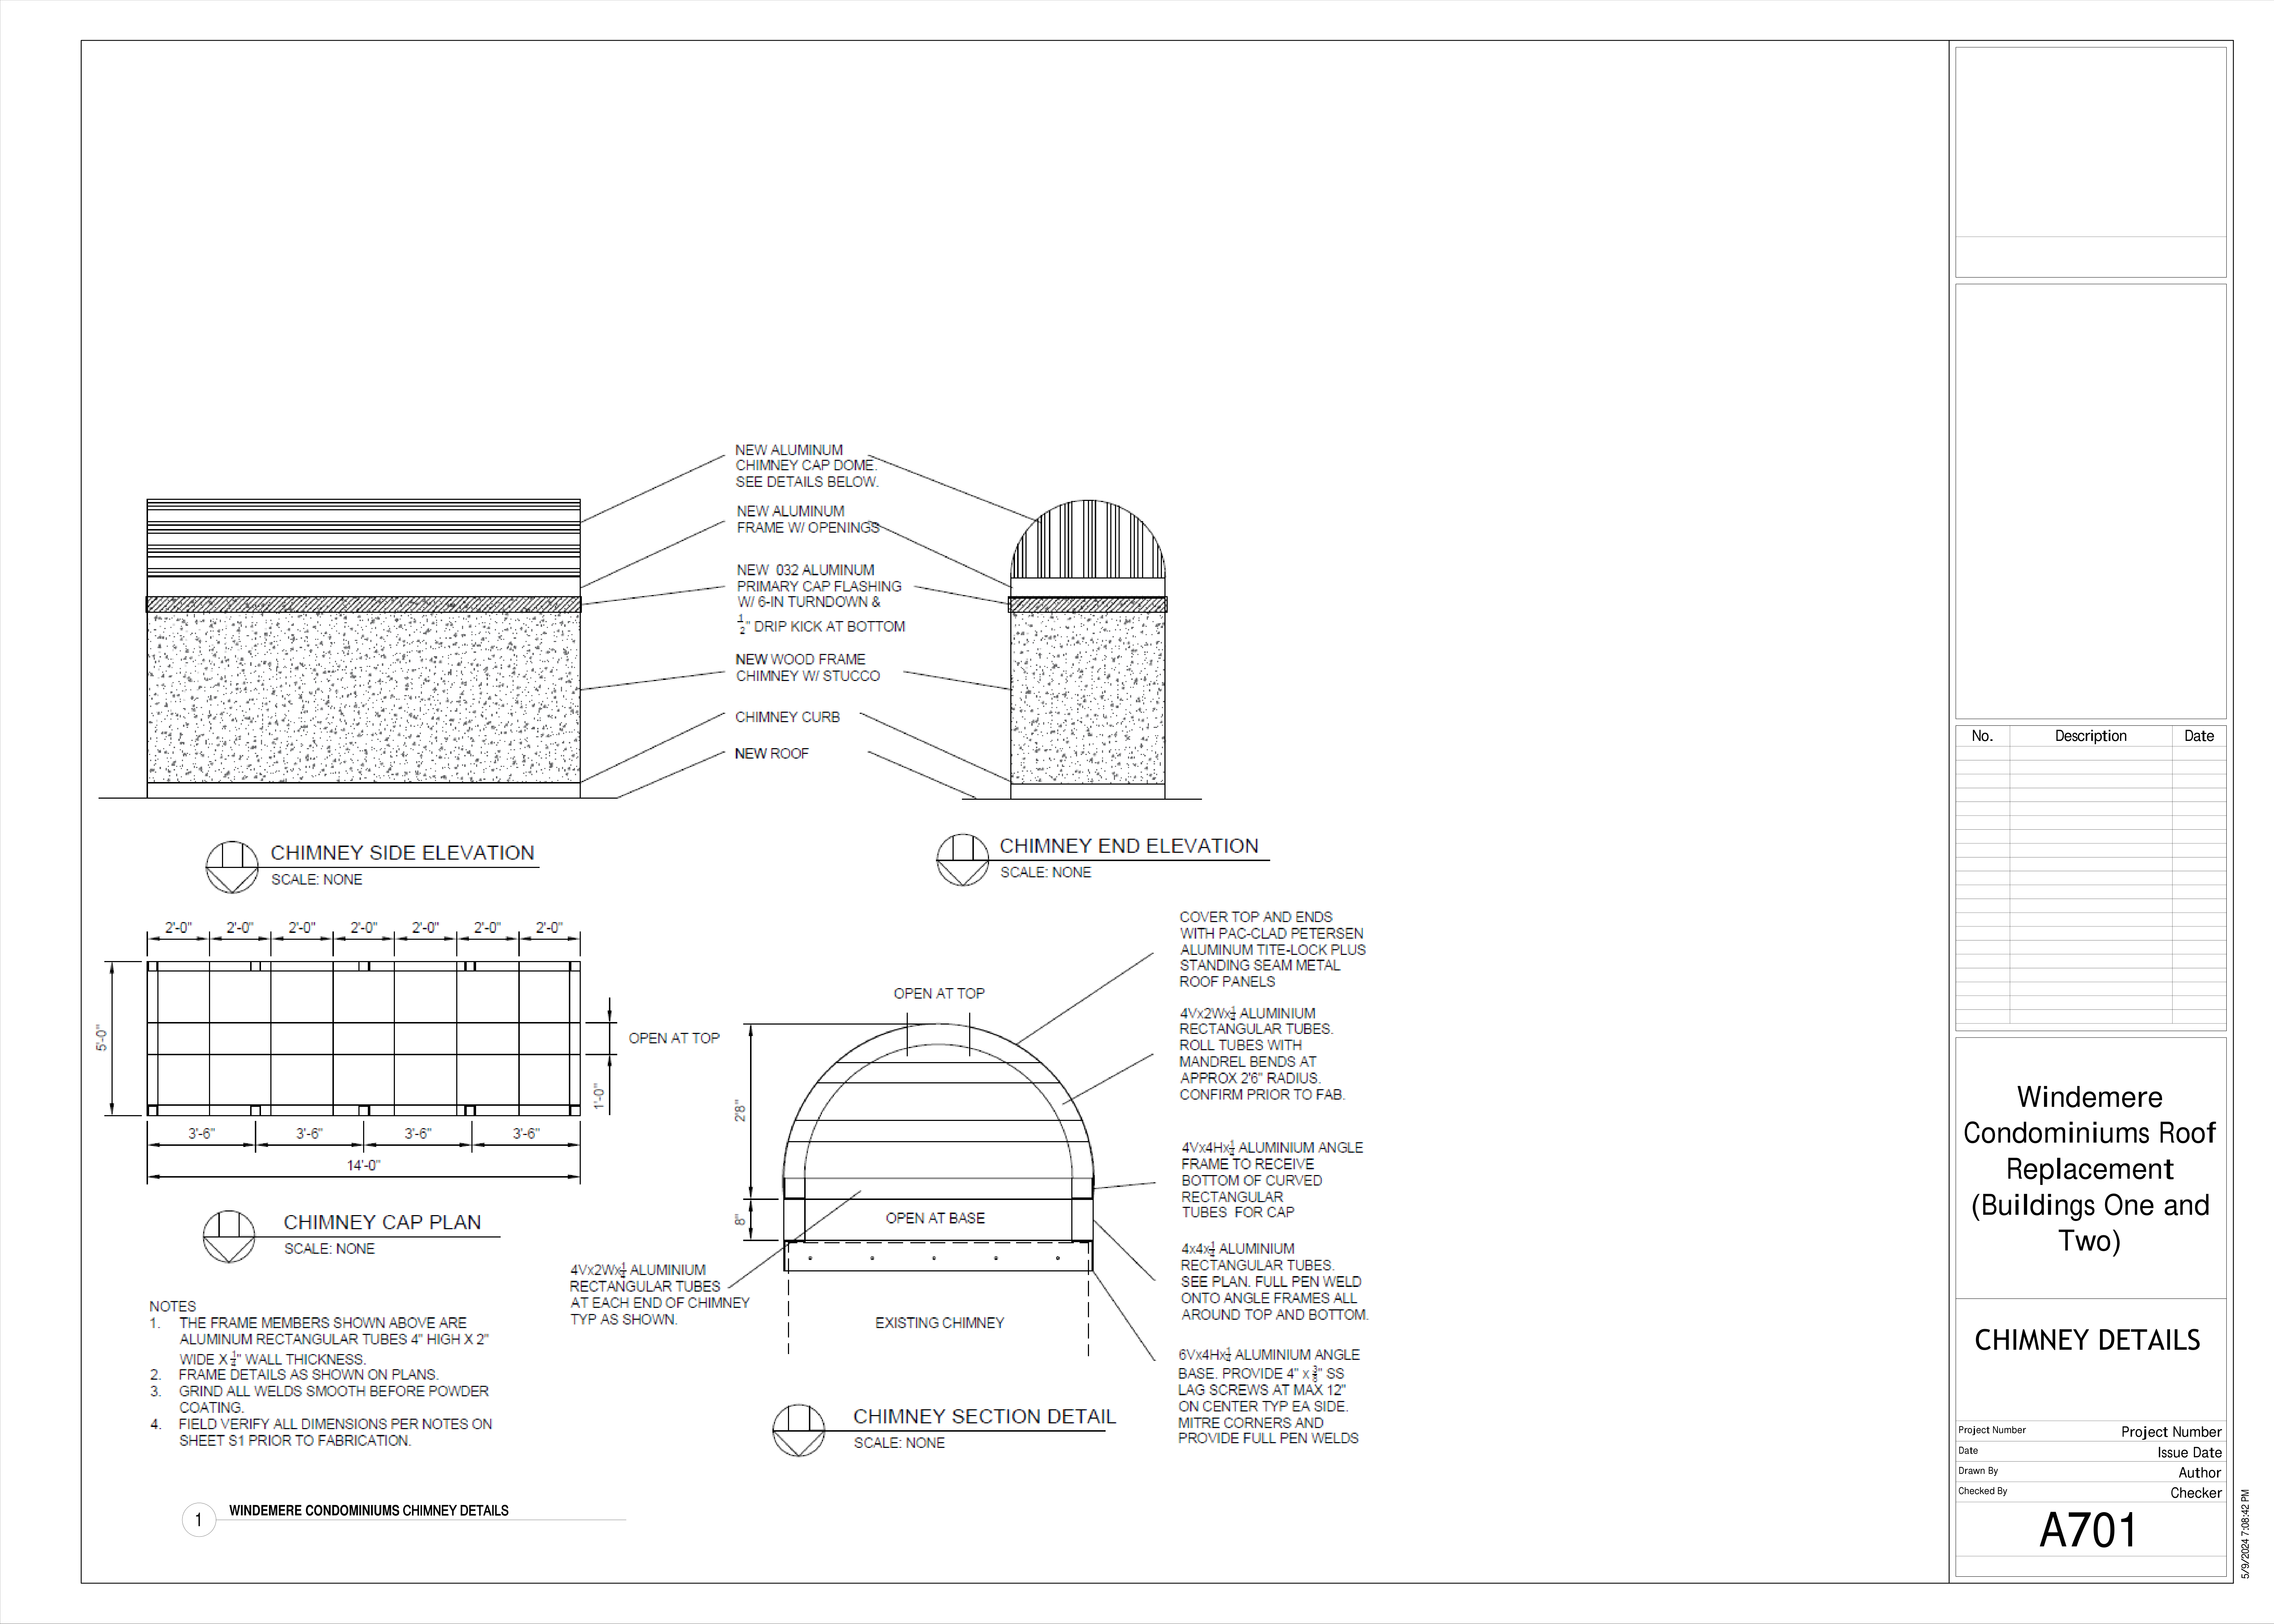 NEW ALUMINUM
CHIMNEY CAP DOME.
SEE DETAILS BELOW.
NEW ALUMINUM
FRAME W/ OPENINGS
NEW 032 ALUMINUM
PRIMARY CAP FLASHING
W/ 6-IN TURNDOWN &
1/2" DRIP KICK AT BOTTOM
NEW WOOD FRAME
CHIMNEY W/ STUCCO
CHIMNEY CURB
NEW ROOF
CHIMNEY SIDE ELEVATION
SCALE: NONE
CHIMNEY END ELEVATION
SCALE: NONE
2'-0" 2'-0" 2'-0" 2'-0" 2'-0" 2'-0" 2'-0"
5'-0"
OPEN AT TOP
1'-0"
3'-6" 3'-6" 3'-6" 3'-6"
14'-0"
CHIMNEY CAP PLAN
SCALE: NONE
NOTES
1. THE FRAME MEMBERS SHOWN ABOVE ARE
ALUMINUM RECTANGULAR TUBES 4" HIGH X 2"
WIDE X " WALL THICKNESS.
2. FRAME DETAILS AS SHOWN ON PLANS.
3. GRIND ALL WELDS SMOOTH BEFORE POWDER
COATING.
4. FIELD VERIFY ALL DIMENSIONS PER NOTES ON
SHEET S1 PRIOR TO FABRICATION.
OPEN AT TOP
2'8"
8"
OPEN AT BASE
EXISTING CHIMNEY
4Vx2Wx ALUMINIUM
RECTANGULAR TUBES
AT EACH END OF CHIMNEY
TYP AS SHOWN.
CHIMNEY SECTION DETAIL
SCALE: NONE
COVER TOP AND ENDS
WITH PAC-CLAD PETERSEN
ALUMINUM TITE-LOCK PLUS
STANDING SEAM METAL
ROOF PANELS
4Vx2Wx ALUMINIUM
RECTANGULAR TUBES.
ROLL TUBES WITH
MANDREL BENDS AT
APPROX 2'6" RADIUS.
CONFIRM PRIOR TO FAB.
4Vx4Hx ALUMINIUM ANGLE
FRAME TO RECEIVE
BOTTOM OF CURVED
RECTANGULAR
TUBES FOR CAP
4x4x ALUMINIUM
RECTANGULAR TUBES.
SEE PLAN. FULL PEN WELD
ONTO ANGLE FRAMES ALL
AROUND TOP AND BOTTOM.
6Vx4Hx ALUMINIUM ANGLE
BASE. PROVIDE 4" x " SS
LAG SCREWS AT MAX 12"
ON CENTER TYP EA SIDE.
MITRE CORNERS AND
PROVIDE FULL PEN WELDS
1 WINDEMERE CONDOMINIUMS CHIMNEY DETAILS
No. Description Date
Windemere
Condominiums Roof
Replacement
(Buildings One and
Two)
CHIMNEY DETAILS
Project Number Project Number
Date Issue Date
Drawn By Author
Checked By Checker
A701
5/9/2024 7:08:42 PM